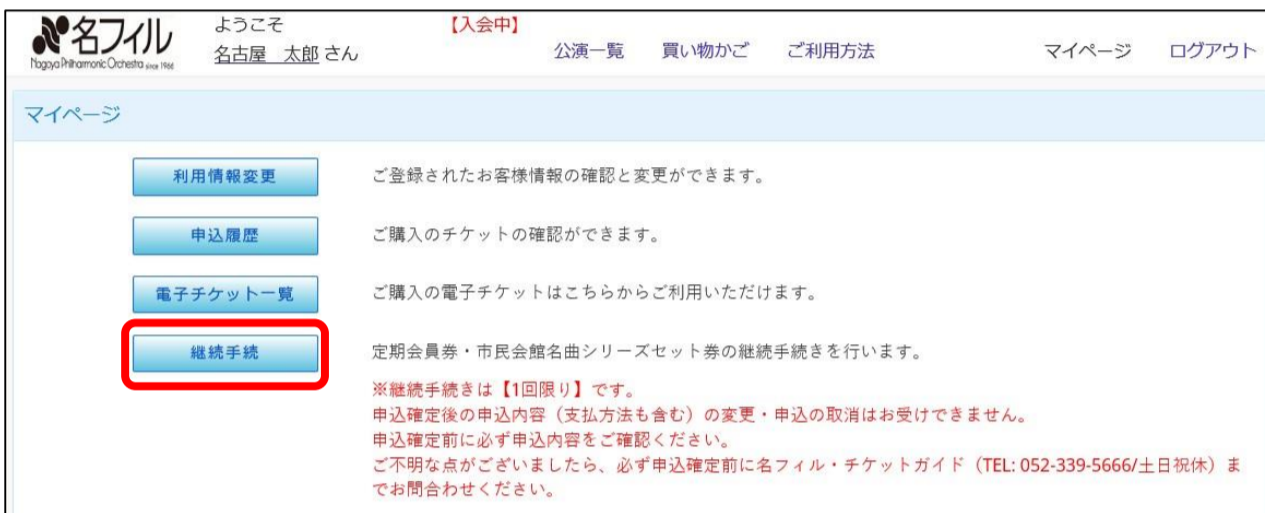 名フィル
Nagoya Philharmonic Orchestra since 1966
ようこそ
名古屋 太郎 さん
【入会中】
公演一覧 買い物かご ご利用方法 マイページ ログアウト
マイページ
利用情報変更 ご登録されたお客様情報の確認と変更ができます。
申込履歴 ご購入のチケットの確認ができます。
電子チケット一覧 ご購入の電子チケットはこちらからご利用いただけます。
継続手続 定期会員券・市民会館名曲シリーズセット券の継続手続きを行います。
※継続手続きは【1回限り】です。
申込確定後の申込内容（支払方法も含む）の変更・申込の取消はお受けできません。
申込確定前に必ず申込内容をご確認ください。
ご不明な点がございましたら、必ず申込確定前に名フィル・チケットガイド（TEL: 052-339-5666/土日祝休）ま
でお問合わせください。